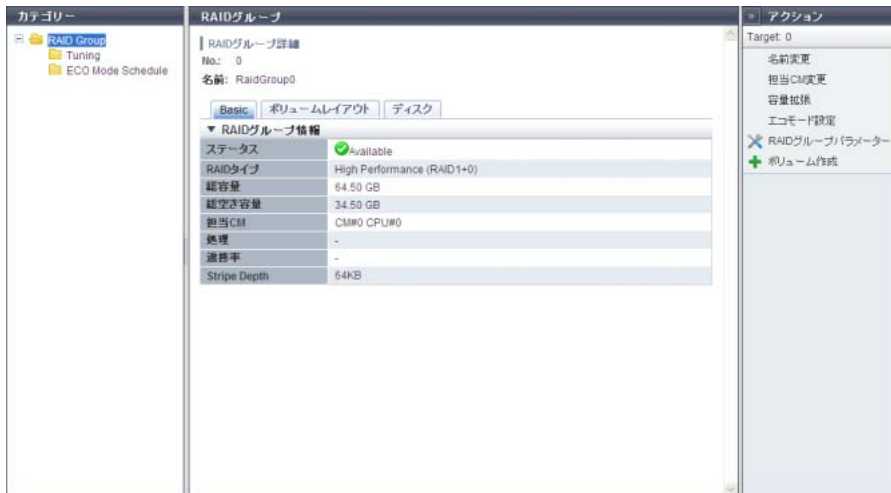 カテゴリー
RAID Group
Tuning
ECO Mode Schedule
RAIDグループ
RAIDグループ詳細
No.: 0
名前: RaidGroup0
Basic ボリュームレイアウト ディスク
▼ RAIDグループ情報
ステータス Available
RAIDタイプ High Performance (RAID1+0)
総容量 64.50 GB
総空き容量 34.50 GB
担当CM CM#0 CPU#0
処理 -
進捗率 -
Stripe Depth 64KB
» アクション
Target: 0
名前変更
担当CM変更
容量拡張
エコモード設定
RAIDグループパラメーター
ボリューム作成